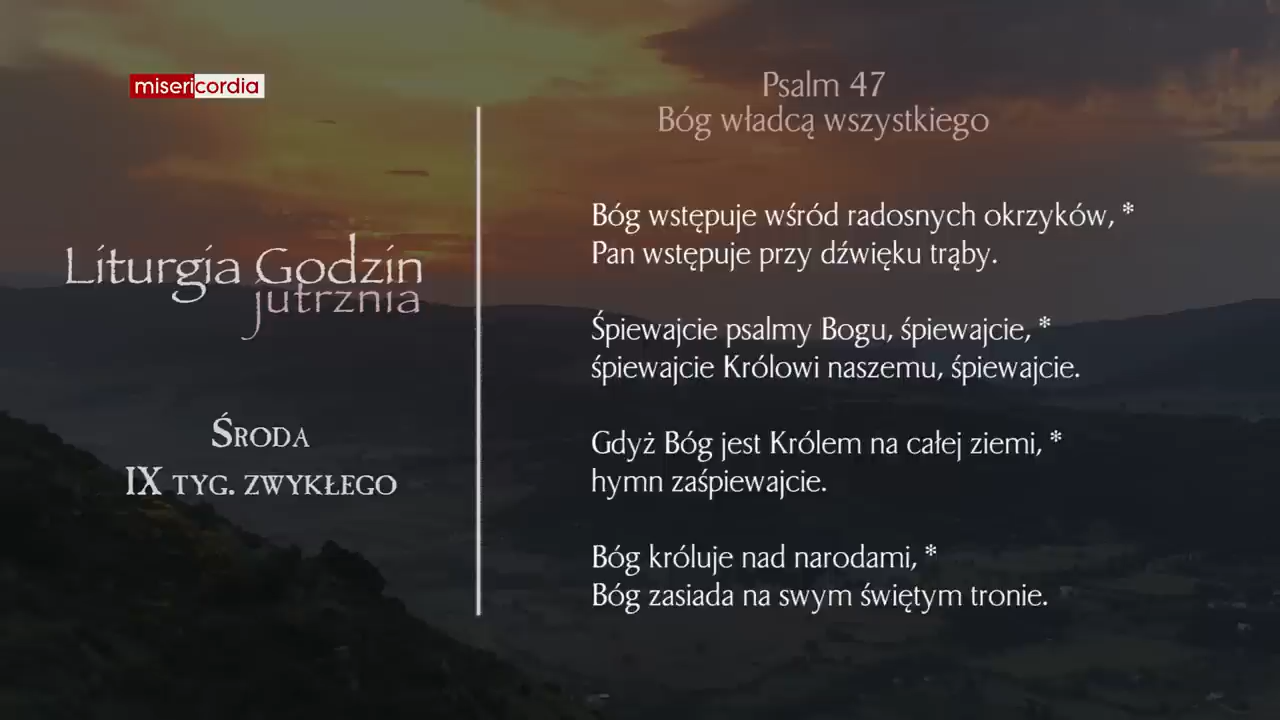 misericordia
Liturgia Godzin
jutrznia
Środa
IX tyg. zwykłego
Psalm 47
Bóg władcą wszystkiego
Bóg wstępuje wśród radosnych okrzyków, *
Pan wstępuje przy dźwięku trąby.
Śpiewajcie psalmy Bogu, śpiewajcie, *
śpiewajcie Królowi naszemu, śpiewajcie.
Gdyż Bóg jest Królem na całej ziemi, *
hymn zaśpiewajcie.
Bóg króluje nad narodami, *
Bóg zasiada na swym świętym tronie.